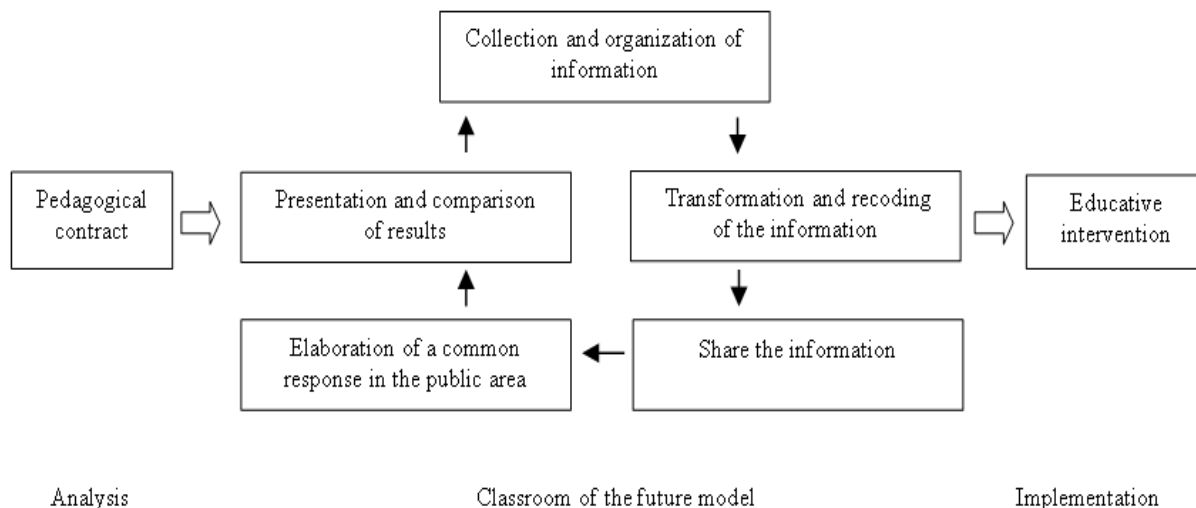 Collection and organization of
information
Pedagogical
contract
Presentation and comparison
of results
Transformation and recoding
of the information
Educative
intervention
Elaboration of a common
response in the public area
Share the information
Analysis
Classroom of the future model
Implementation